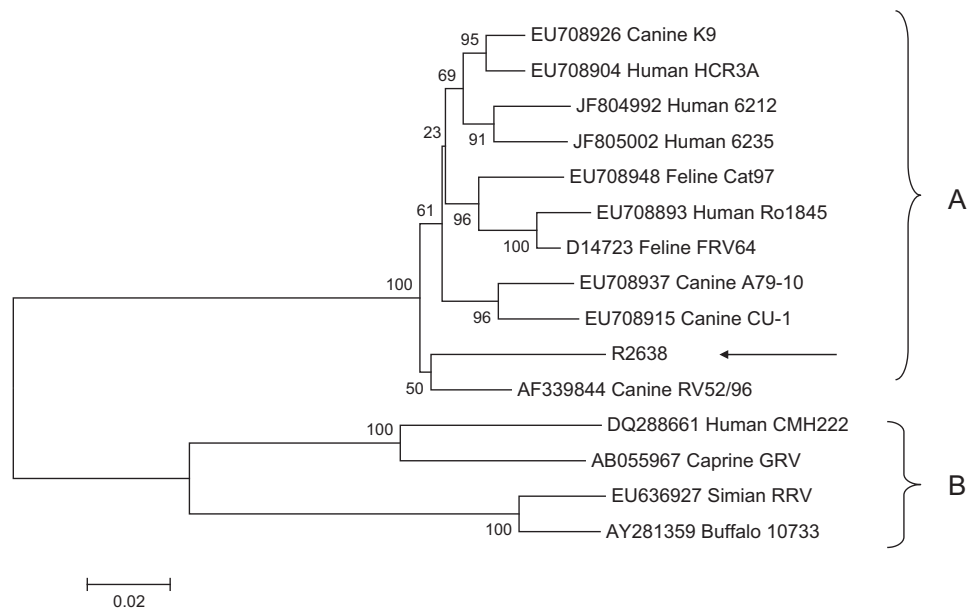 95
EU708926 Canine K9
EU708904 Human HCR3A
69
JF804992 Human 6212
91
JF805002 Human 6235
23
EU708948 Feline Cat97
96
EU708893 Human Ro1845
100
D14723 Feline FRV64
61
EU708937 Canine A79-10
96
EU708915 Canine CU-1
100
R2638
50
AF339844 Canine RV52/96
A
100
DQ288661 Human CMH222
AB055967 Caprine GRV
EU636927 Simian RRV
100
AY281359 Buffalo 10733
B
0.02